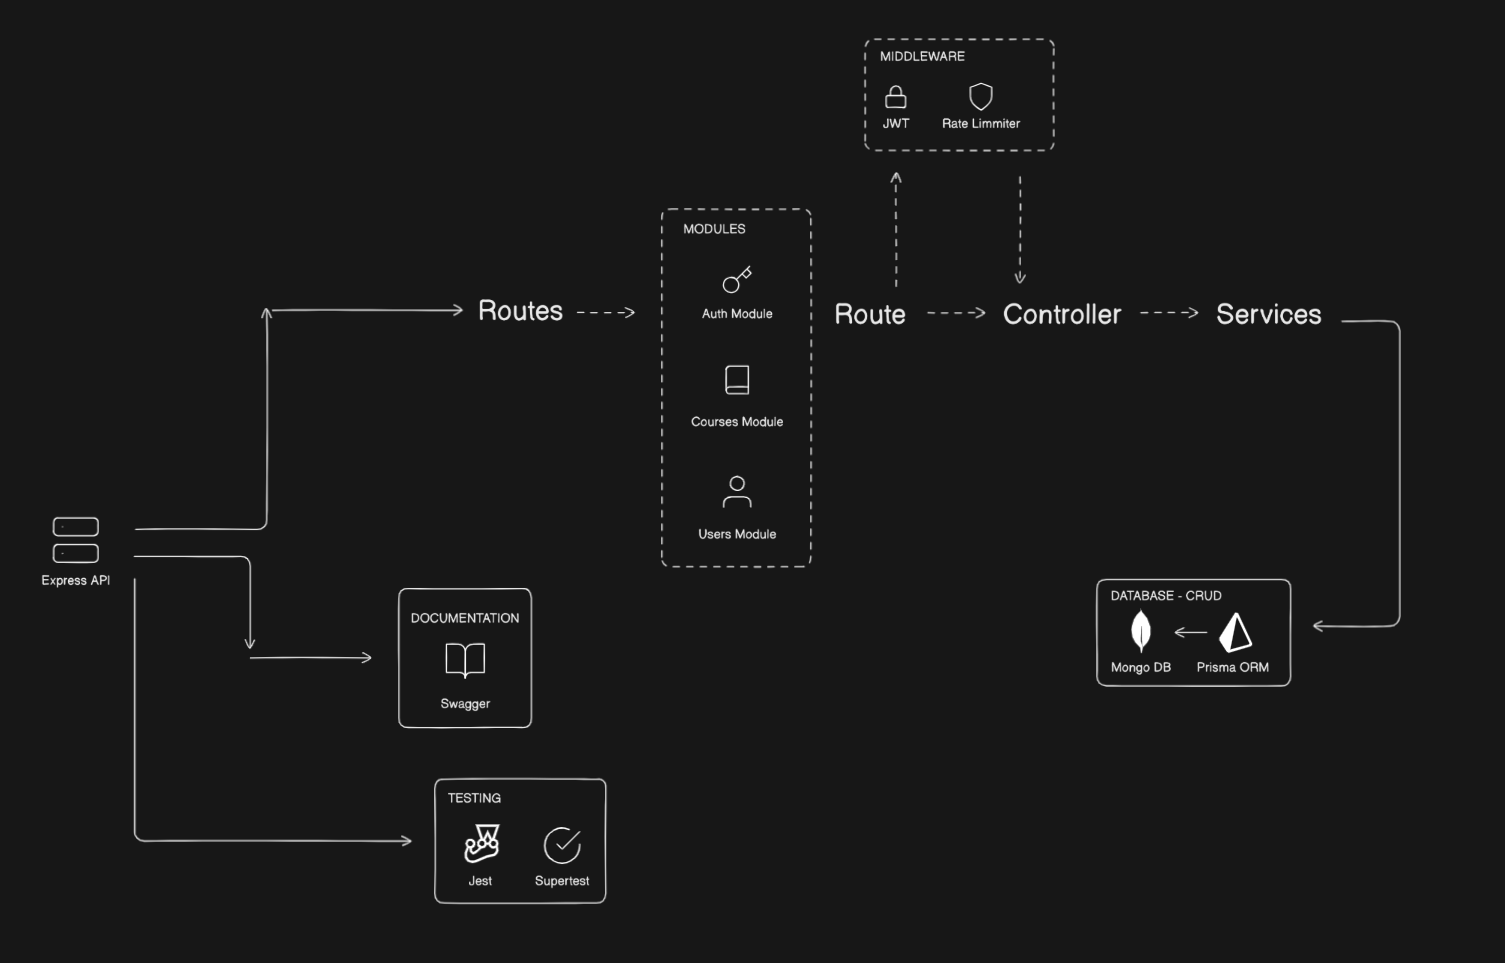 MIDDLEWARE
JWT
Rate Limmiter
MODULES
Auth Module
Courses Module
Users Module
Routes
Route
Controller
Services
Express API
DOCUMENTATION
Swagger
DATABASE - CRUD
Mongo DB
Prisma ORM
TESTING
Jest
Supertest